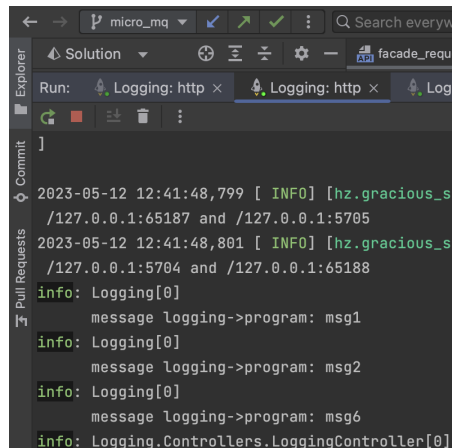 micro_mq
Search everyw
Solution
facade_requ
Run:
Logging: http
Logging: http
Log
Explorer
Commit
Pull Requests
]
2023-05-12 12:41:48,799 [ INFO] [hz.gracious_s
/127.0.0.1:65187 and /127.0.0.1:5705
2023-05-12 12:41:48,801 [ INFO] [hz.gracious_s
/127.0.0.1:5704 and /127.0.0.1:65188
info: Logging[0]
message logging->program: msg1
info: Logging[0]
message logging->program: msg2
info: Logging[0]
message logging->program: msg6
info: Logging.Controllers.LoggingController[0]